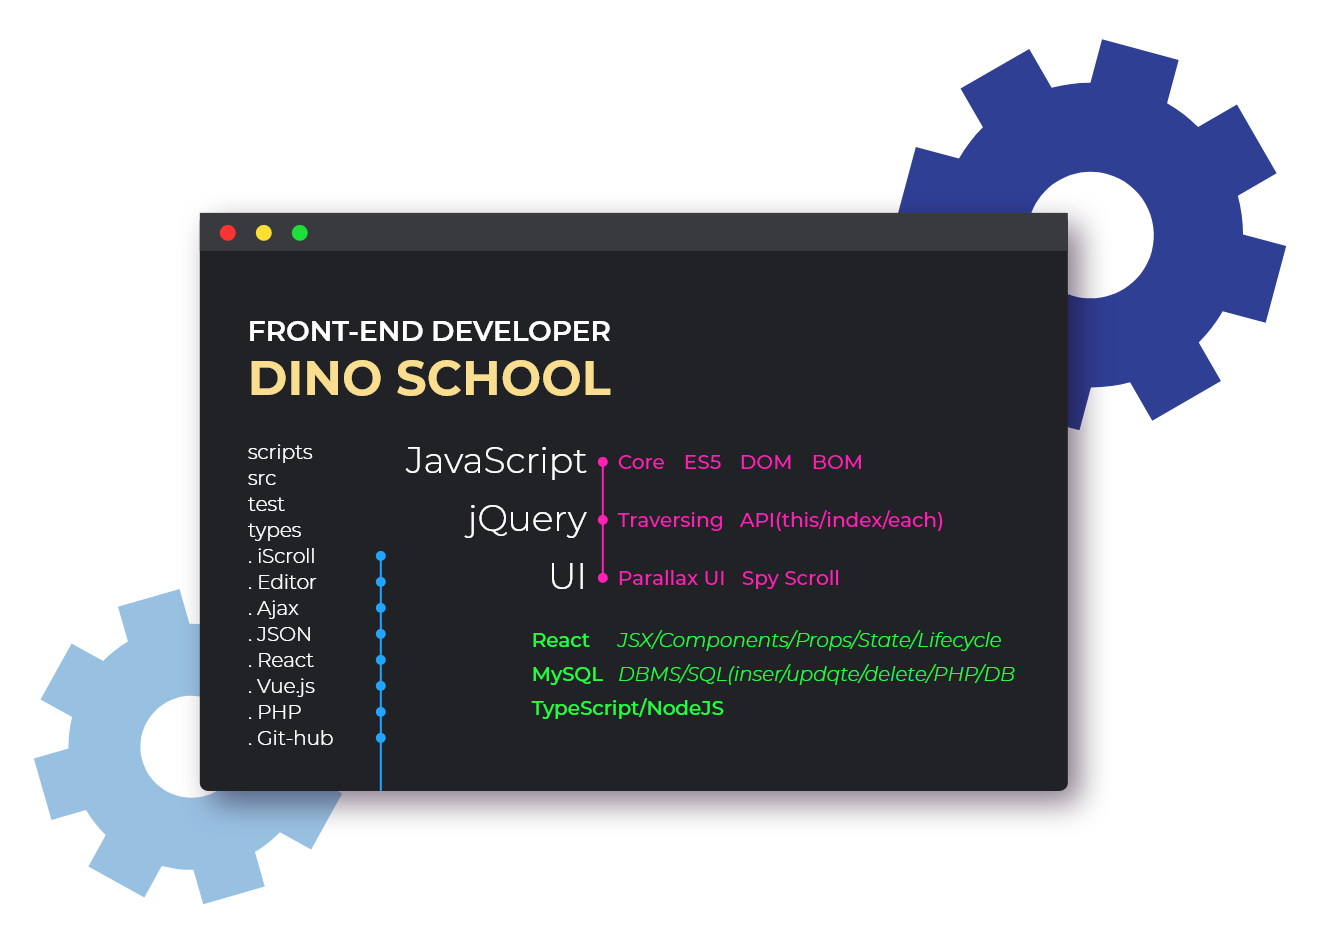 FRONT-END DEVELOPER
DINO SCHOOL
scripts
src
test
types
. iScroll
. Editor
. Ajax
. JSON
. React
. Vue.js
. PHP
. Git-hub
JavaScript Core ES5 DOM BOM
jQuery Traversing API(this/index/each)
UI Parallax UI Spy Scroll
React JSX/Components/Props/State/Lifecycle
MySQL DBMS/SQL(inser/updqte/delete/PHP/DB
TypeScript/NodeJS